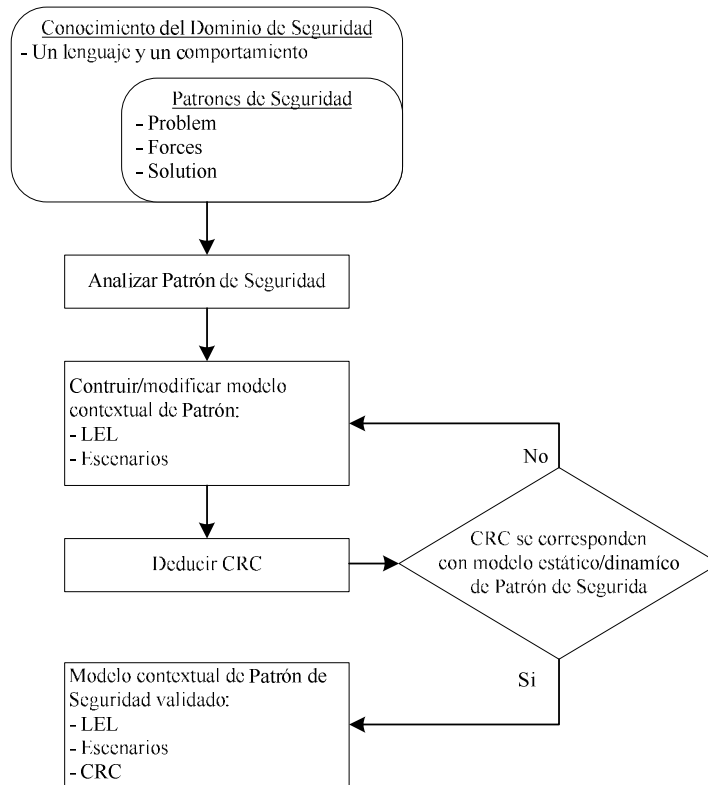 Conocimiento del Dominio de Seguridad
- Un lenguaje y un comportamiento
Patrones de Seguridad
- Problem
- Forces
- Solution
Analizar Patrón de Seguridad
Contruir/modificar modelo
contextual de Patrón:
- LEL
- Escenarios
No
CRC se corresponden
con modelo estático/dinamíco
de Patrón de Segurida
Deducir CRC
Si
Modelo contextual de Patrón de
Seguridad validado:
- LEL
- Escenarios
- CRC